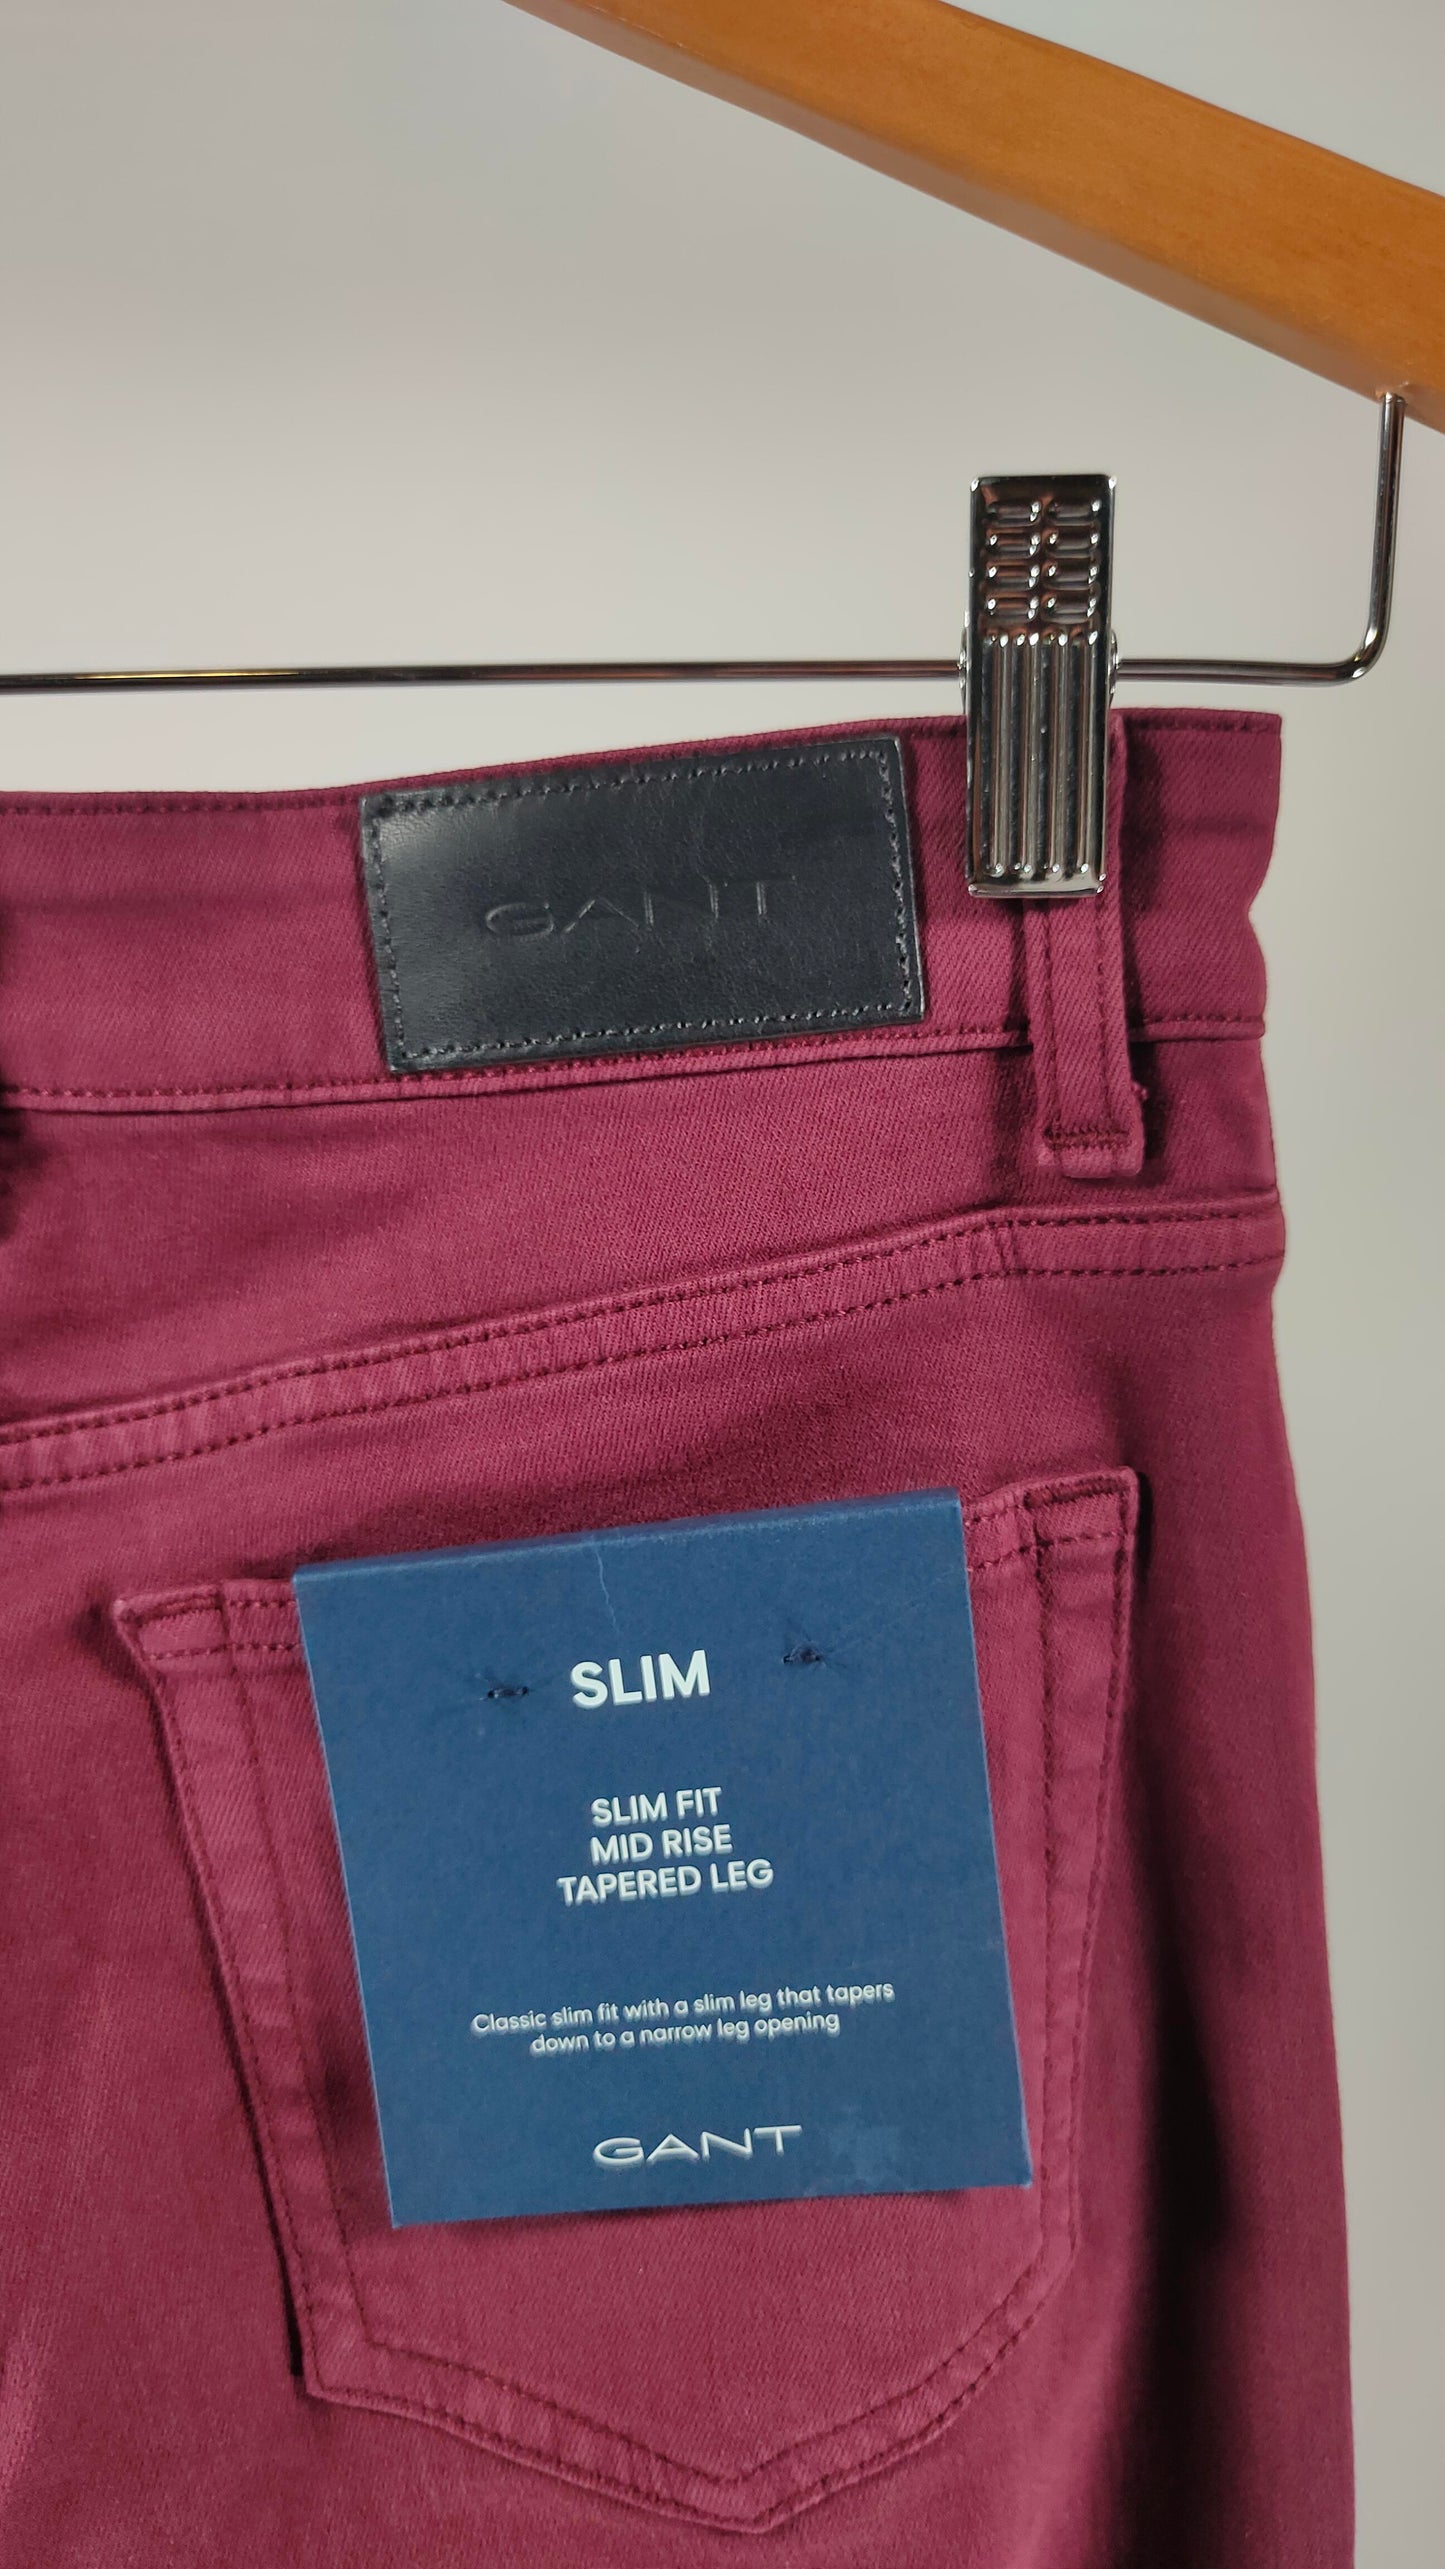 GANT
SLIM
SLIM FIT
MID RISE
TAPERED LEG
Classic slim fit with a slim leg that tapers
down to a narrow leg opening
GANT